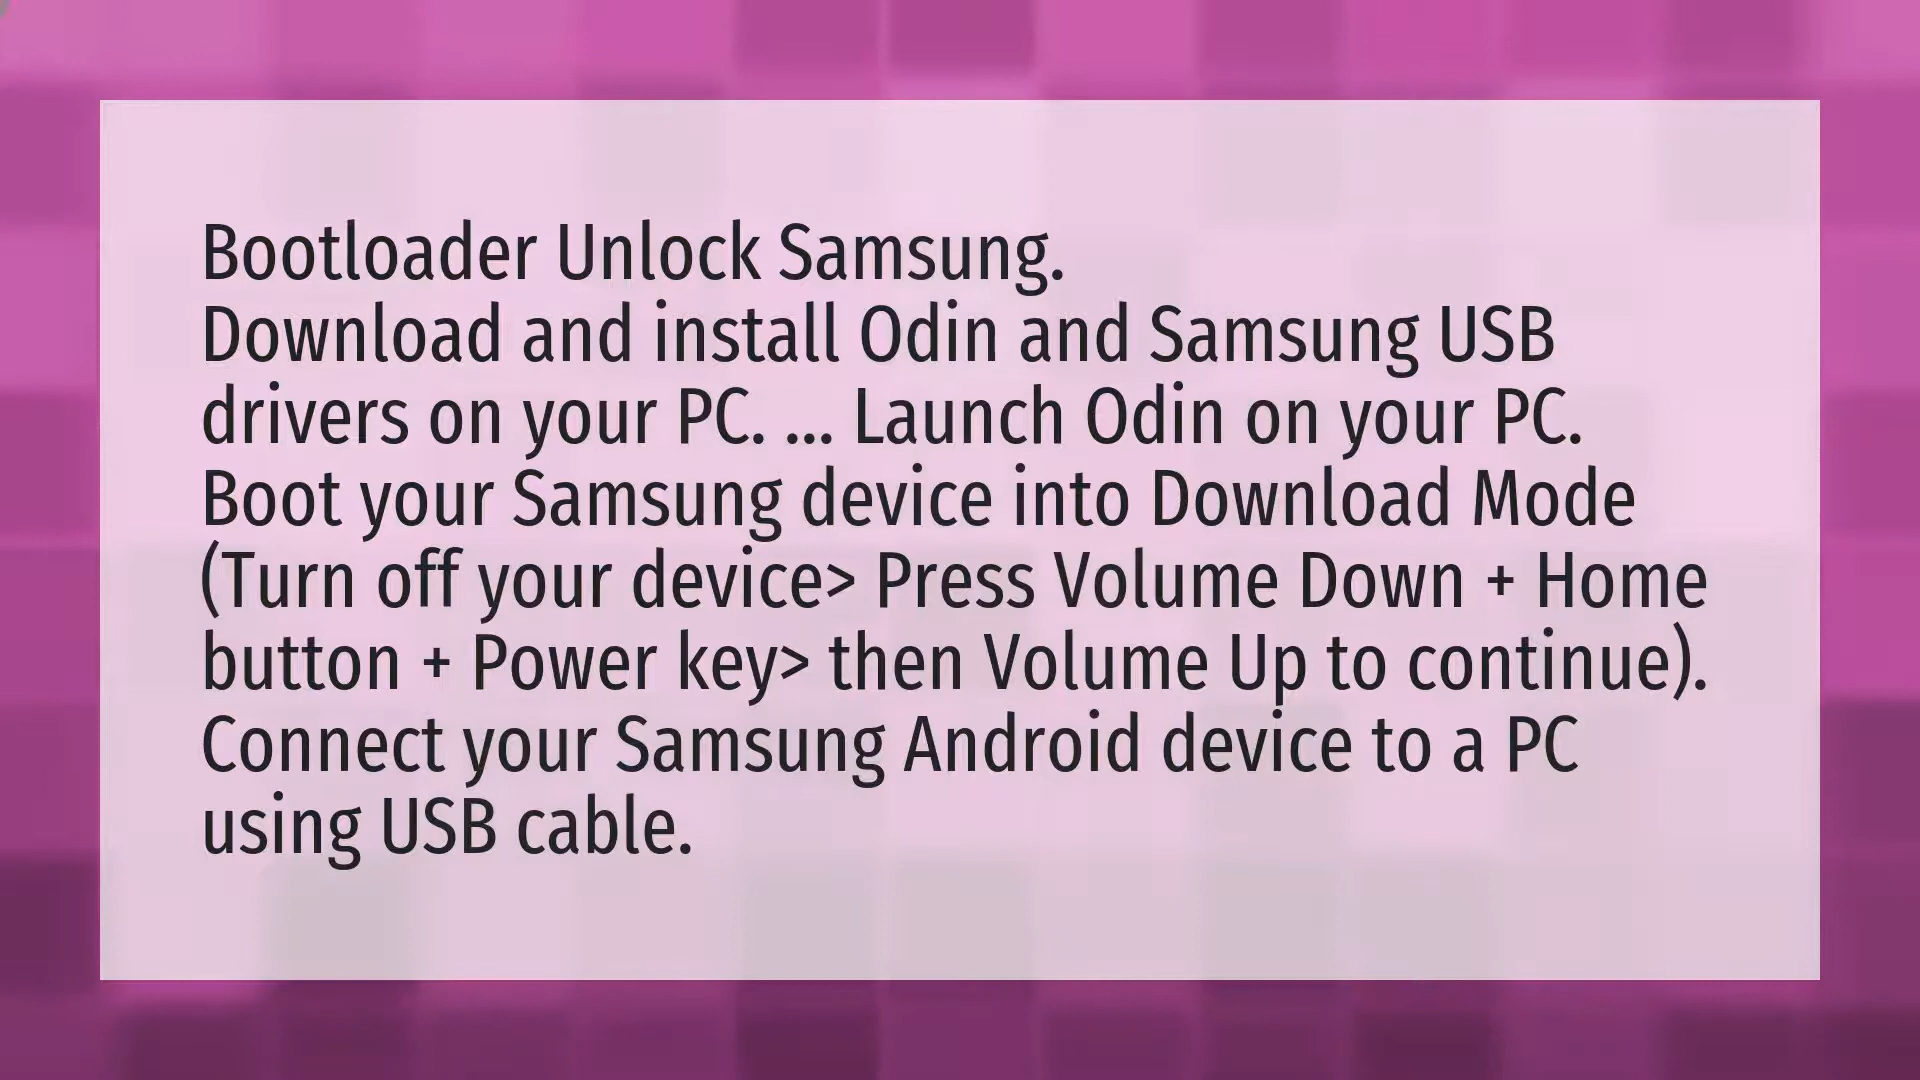 Bootloader Unlock Samsung.
Download and install Odin and Samsung USB
drivers on your PC. ... Launch Odin on your PC.
Boot your Samsung device into Download Mode
(Turn off your device> Press Volume Down + Home
button + Power key> then Volume Up to continue).
Connect your Samsung Android device to a PC
using USB cable.